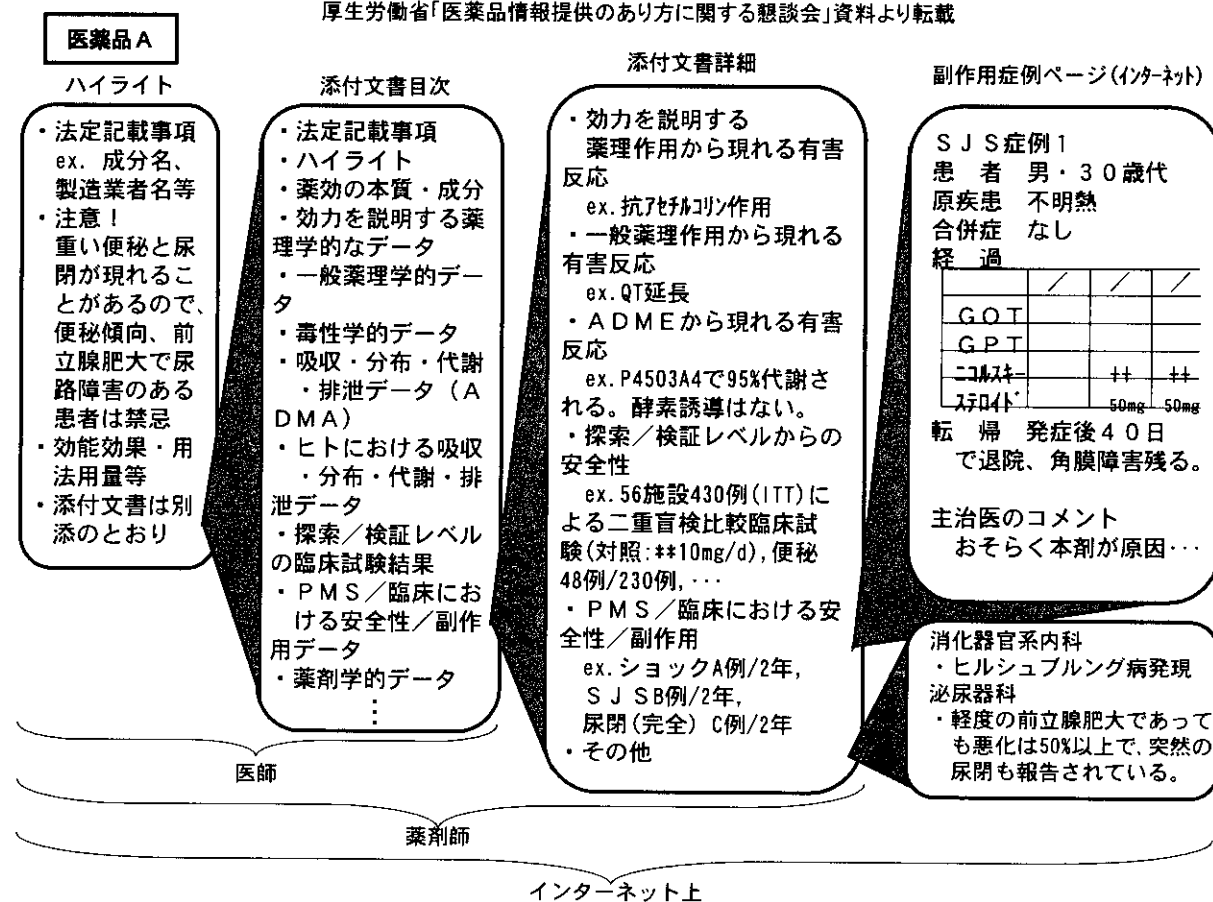 厚生労働省「医薬品情報提供のあり方に関する懇談会」資料より転載
医薬品A
ハイライト
・法定記載事項
ex. 成分名、
製造業者名等
・注意！
重い便秘と尿
閉が現れるこ
とがあるので、
便秘傾向、前
立腺肥大で尿
路障害のある
患者は禁忌
・効能効果・用
法用量等
・添付文書は別
添のとおり
添付文書目次
・法定記載事項
・ハイライト
・薬効の本質・成分
・効力を説明する薬
理学的なデータ
・一般薬理学的デー
タ
・毒性学的データ
・吸収・分布・代謝
・排泄データ（A
DMA）
・ヒトにおける吸収
・分布・代謝・排
泄データ
・探索／検証レベル
の臨床試験結果
・PMS／臨床にお
ける安全性／副作
用データ
・薬剤学的データ
⋮
添付文書詳細
・効力を説明する
薬理作用から現れる有害
反応
ex.抗アセチルコリン作用
・一般薬理作用から現れる
有害反応
ex.QT延長
・ADMEから現れる有害
反応
ex.P4503A4で95%代謝さ
れる。酵素誘導はない。
・探索／検証レベルからの
安全性
ex.56施設430例(ITT)に
よる二重盲検比較臨床試
験(対照:**10mg/d),便秘
48例/230例,…
・PMS／臨床における安
全性／副作用
ex.ショックA例/2年,
SJSB例/2年,
尿閉(完全) C例/2年
・その他
副作用症例ページ(インターネット)
SJS症例1
患　者　男・30歳代
原疾患　不明熱
合併症　なし
経　過
／ ／ ／
GOT
GPT
ニコルスキー ++ ++
ステロイド 50mg 50mg
転　帰　発症後40日
で退院、角膜障害残る。
主治医のコメント
おそらく本剤が原因…
消化器官系内科
・ヒルシュブルング病発現
泌尿器科
・軽度の前立腺肥大であって
も悪化は50%以上で、突然の
尿閉も報告されている。
医師
薬剤師
インターネット上